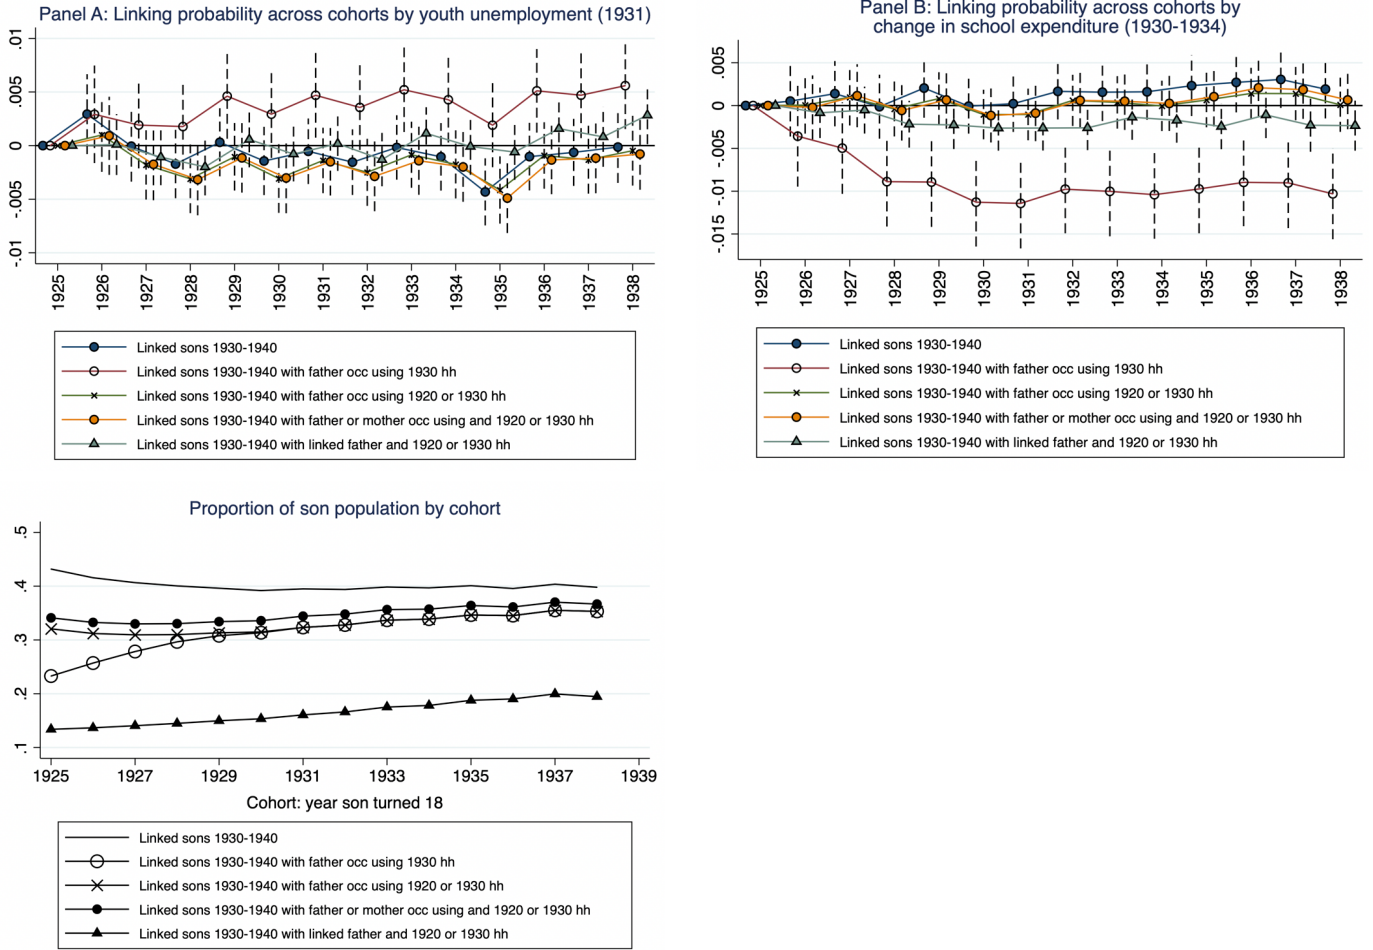 Panel A: Linking probability across cohorts by youth unemployment (1931)
.01
.005
0
-.005
-.01
1925 1926 1927 1928 1929 1930 1931 1932 1933 1934 1935 1936 1937 1938
Linked sons 1930-1940
Linked sons 1930-1940 with father occ using 1930 hh
Linked sons 1930-1940 with father occ using 1920 or 1930 hh
Linked sons 1930-1940 with father or mother occ using and 1920 or 1930 hh
Linked sons 1930-1940 with linked father and 1920 or 1930 hh
Panel B: Linking probability across cohorts by
change in school expenditure (1930-1934)
.005
0
-.005
-.01
-.015
1925 1926 1927 1928 1929 1930 1931 1932 1933 1934 1935 1936 1937 1938
Linked sons 1930-1940
Linked sons 1930-1940 with father occ using 1930 hh
Linked sons 1930-1940 with father occ using 1920 or 1930 hh
Linked sons 1930-1940 with father or mother occ using and 1920 or 1930 hh
Linked sons 1930-1940 with linked father and 1920 or 1930 hh
Proportion of son population by cohort
.5
.4
.3
.2
.1
1925 1927 1929 1931 1933 1935 1937 1939
Cohort: year son turned 18
Linked sons 1930-1940
Linked sons 1930-1940 with father occ using 1930 hh
Linked sons 1930-1940 with father occ using 1920 or 1930 hh
Linked sons 1930-1940 with father or mother occ using and 1920 or 1930 hh
Linked sons 1930-1940 with linked father and 1920 or 1930 hh